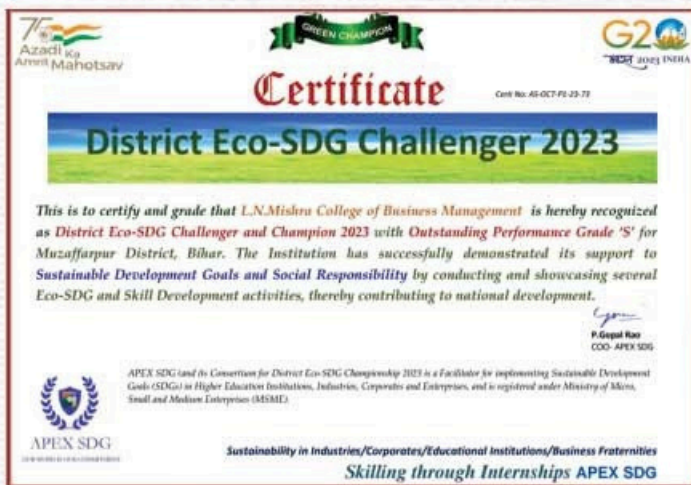 GREEN CHAMPION
75
Azadi Ka
Amrit Mahotsav
G20
भारत 2023 INDIA
Certificate
Cert No: AS-OCT-P1-23-73
District Eco-SDG Challenger 2023
This is to certify and grade that L.N.Mishra College of Business Management is hereby recognized
as District Eco-SDG Challenger and Champion 2023 with Outstanding Performance Grade 'S' for
Muzaffarpur District, Bihar. The Institution has successfully demonstrated its support to
Sustainable Development Goals and Social Responsibility by conducting and showcasing several
Eco-SDG and Skill Development activities, thereby contributing to national development.
P.Gopal Rao
COO- APEX SDG
APEX SDG (and its Consortium for District Eco-SDG Championship 2023 is a Facilitator for implementing Sustainable Development
Goals (SDGs) in Higher Education Institutions, Industries, Corporates and Enterprises, and is registered under Ministry of Micro,
Small and Medium Enterprises (MSME)
APEX SDG
Sustainability in Industries/Corporates/Educational Institutions/Business Fraternities
Skilling through Internships APEX SDG